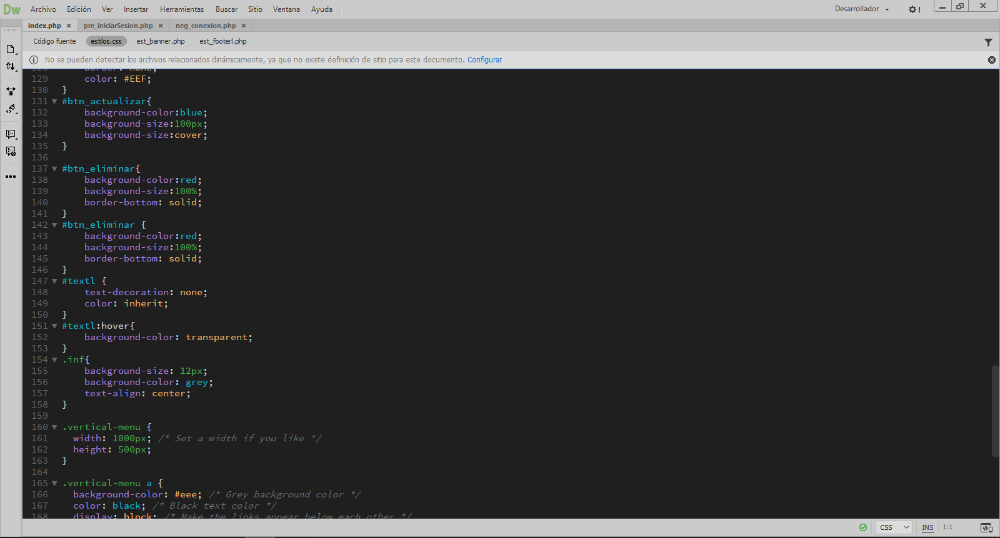 Dw Archivo Edición Ver Insertar Herramientas Buscar Sitio Ventana Ayuda Desarrollador
index.php × pre_iniciarSesion.php × neg_conexion.php ×
Código fuente estilos.css est_banner.php est_footerl.php
No se pueden detectar los archivos relacionados dinámicamente, ya que no existe definición de sitio para este documento. Configurar
128 border: none;
129 color: #EEF;
130 }
131 #btn_actualizar{
132 background-color:blue;
133 background-size:100px;
134 background-size:cover;
135 }
136
137 #btn_eliminar{
138 background-color:red;
139 background-size:100%;
140 border-bottom: solid;
141 }
142 #btn_eliminar {
143 background-color:red;
144 background-size:100%;
145 border-bottom: solid;
146 }
147 #textl {
148 text-decoration: none;
149 color: inherit;
150 }
151 #textl:hover{
152 background-color: transparent;
153 }
154 .inf{
155 background-size: 12px;
156 background-color: grey;
157 text-align: center;
158 }
159
160 .vertical-menu {
161 width: 1000px; /* Set a width if you like */
162 height: 500px;
163 }
164
165 .vertical-menu a {
166 background-color: #eee; /* Grey background color */
167 color: black; /* Black text color */
168 display: block; /* Make the links appear below each other */
CSS INS 1:1